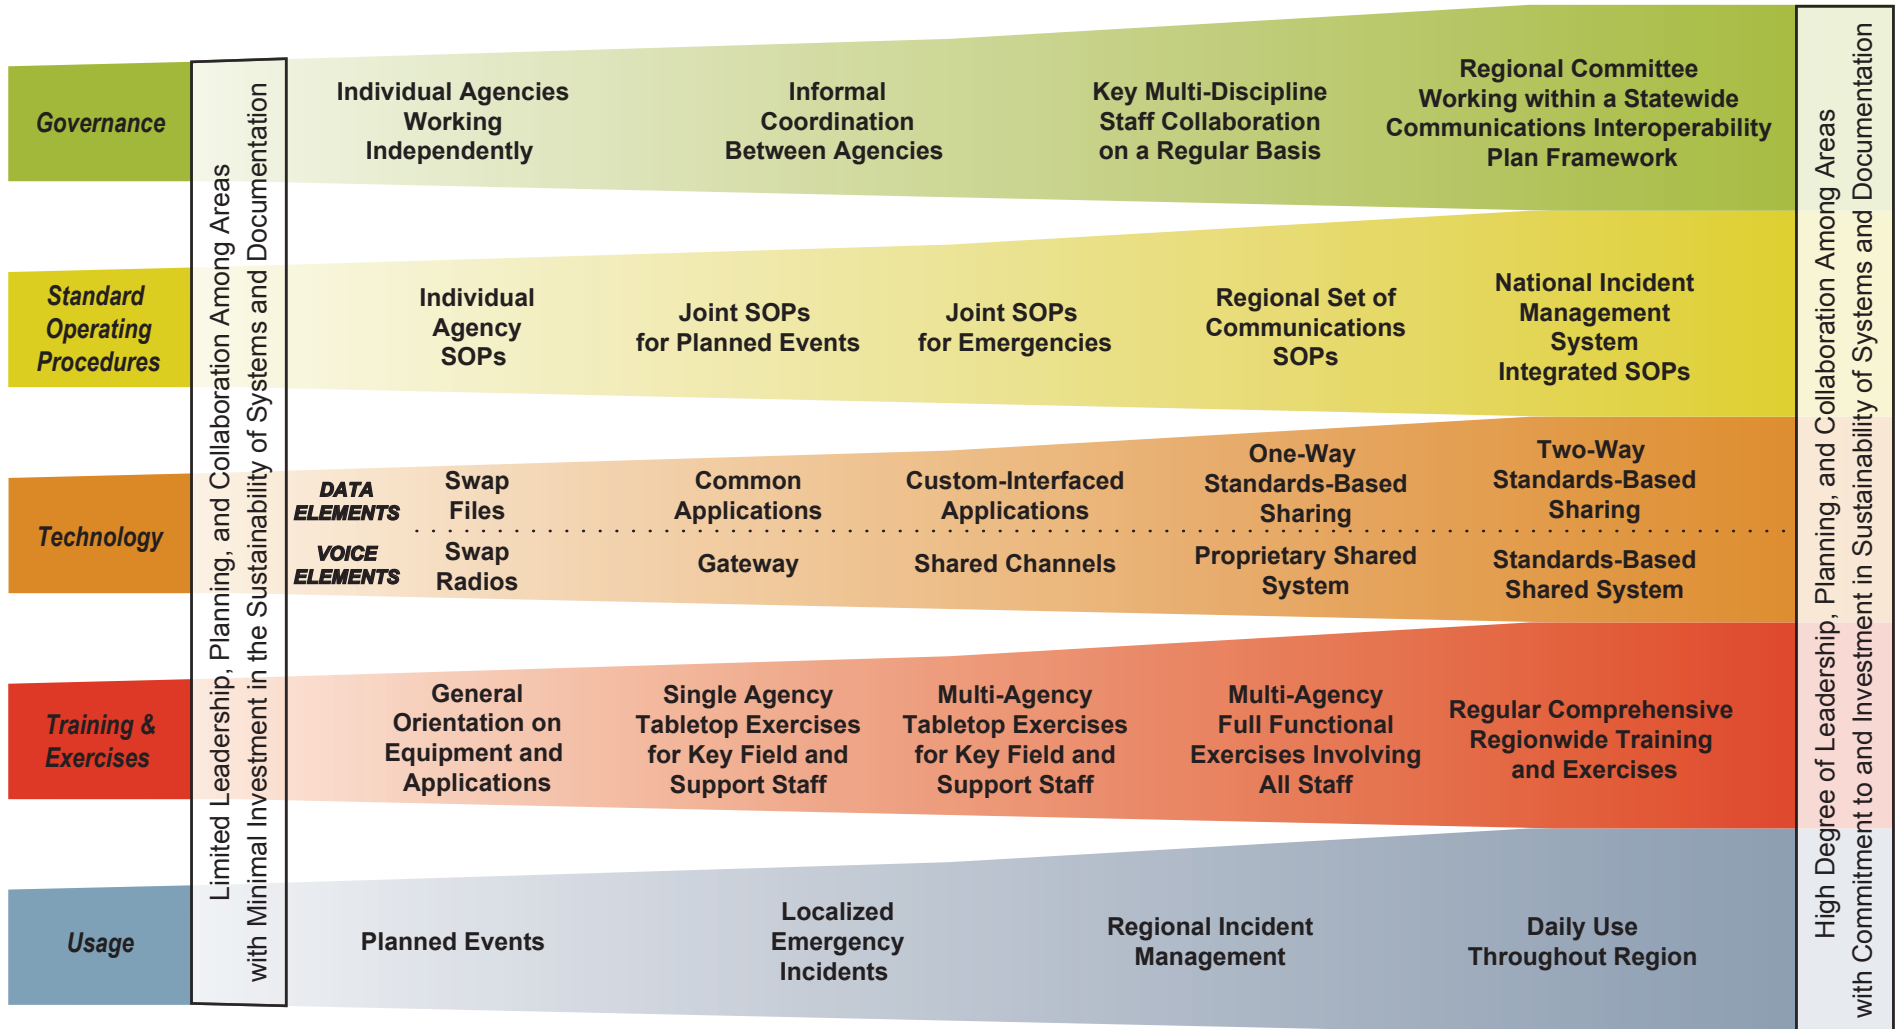 Limited Leadership, Planning, and Collaboration Among Areas
with Minimal Investment in the Sustainability of Systems and Documentation
Governance
Individual Agencies
Working
Independently
Informal
Coordination
Between Agencies
Key Multi-Discipline
Staff Collaboration
on a Regular Basis
Regional Committee
Working within a Statewide
Communications Interoperability
Plan Framework
Standard
Operating
Procedures
Individual
Agency
SOPs
Joint SOPs
for Planned Events
Joint SOPs
for Emergencies
Regional Set of
Communications
SOPs
National Incident
Management
System
Integrated SOPs
Technology
DATA
ELEMENTS
Swap
Files
Common
Applications
Custom-Interfaced
Applications
One-Way
Standards-Based
Sharing
Two-Way
Standards-Based
Sharing
VOICE
ELEMENTS
Swap
Radios
Gateway
Shared Channels
Proprietary Shared
System
Standards-Based
Shared System
Training &
Exercises
General
Orientation on
Equipment and
Applications
Single Agency
Tabletop Exercises
for Key Field and
Support Staff
Multi-Agency
Tabletop Exercises
for Key Field and
Support Staff
Multi-Agency
Full Functional
Exercises Involving
All Staff
Regular Comprehensive
Regionwide Training
and Exercises
Usage
Planned Events
Localized
Emergency
Incidents
Regional Incident
Management
Daily Use
Throughout Region
High Degree of Leadership, Planning, and Collaboration Among Areas
with Commitment to and Investment in Sustainability of Systems and Documentation